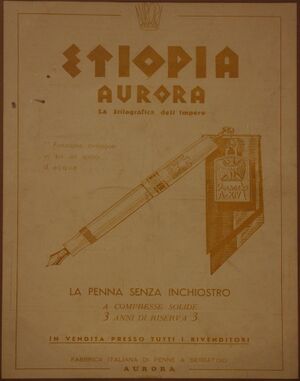 ETIOPIA
AURORA
La Stilografica dell'Impero
d'acqua
LA PENNA SENZA INCHIOSTRO
A COMPRESSE SOLIDE
3 ANNI DI RISERVA 3
IN VENDITA PRESSO TUTTI I RIVENDITORI
FABBRICA ITALIANA DI PENNE A SERBATOIO
AURORA